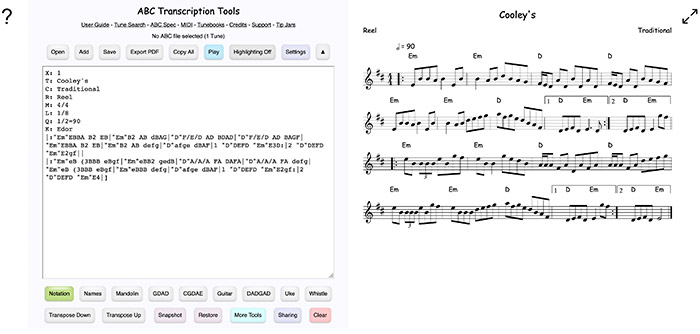 ?
ABC Transcription Tools
User Guide - Tune Search - ABC Spec - MIDI - Tunebooks - Credits - Support - Tip Jars
No ABC file selected (1 Tune)
Open Add Save Export PDF Copy All Play Highlighting Off Settings ▲
X: 1
T: Cooley's
C: Traditional
R: Reel
M: 4/4
L: 1/8
Q: 1/2=90
K: Edor
|:"Em"EBBA B2 EB|"Em"B2 AB dBAG|"D"F/E/D AD BDAD|"D"F/E/D AD BAGF|
"Em"EBBA B2 EB|"Em"B2 AB defg|"D"afge dBAF|1 "D"DEFD "Em"E3D:|2 "D"DEFD
"Em"E2gf||
|:"Em"eB (3BBB eBgf|"Em"eBB2 gedB|"D"A/A/A FA DAFA|"D"A/A/A FA defg|
"Em"eB (3BBB eBgf|"Em"eBBB defg|"D"afge dBAF|1 "D"DEFD "Em"E2gf:|2
"D"DEFD "Em"E4|]
Notation Names Mandolin GDAD CGDAE Guitar DADGAD Uke Whistle
Transpose Down Transpose Up Snapshot Restore More Tools Sharing Clear
Cooley's
Reel Traditional
= 90
Em Em D D
Em Em D 1 D Em 2 D Em
Em Em D D
Em Em D 1 D Em 2 D Em